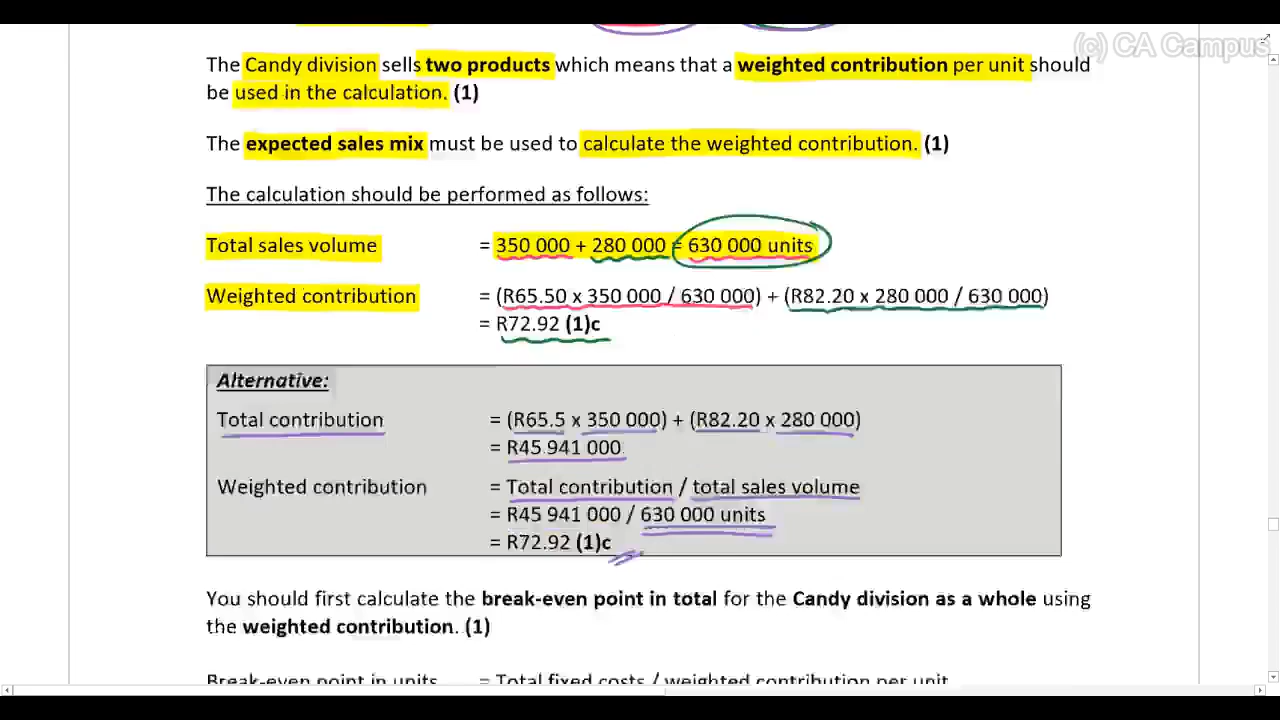 (c) CA Campus
The Candy division sells two products which means that a weighted contribution per unit should
be used in the calculation. (1)
The expected sales mix must be used to calculate the weighted contribution. (1)
The calculation should be performed as follows:
Total sales volume = 350 000 + 280 000 = 630 000 units
Weighted contribution = (R65.50 x 350 000 / 630 000) + (R82.20 x 280 000 / 630 000)
= R72.92 (1)c
Alternative:
Total contribution = (R65.5 x 350 000) + (R82.20 x 280 000)
= R45 941 000
Weighted contribution = Total contribution / total sales volume
= R45 941 000 / 630 000 units
= R72.92 (1)c
You should first calculate the break-even point in total for the Candy division as a whole using
the weighted contribution. (1)
Break-even point in units = Total fixed costs / weighted contribution per unit